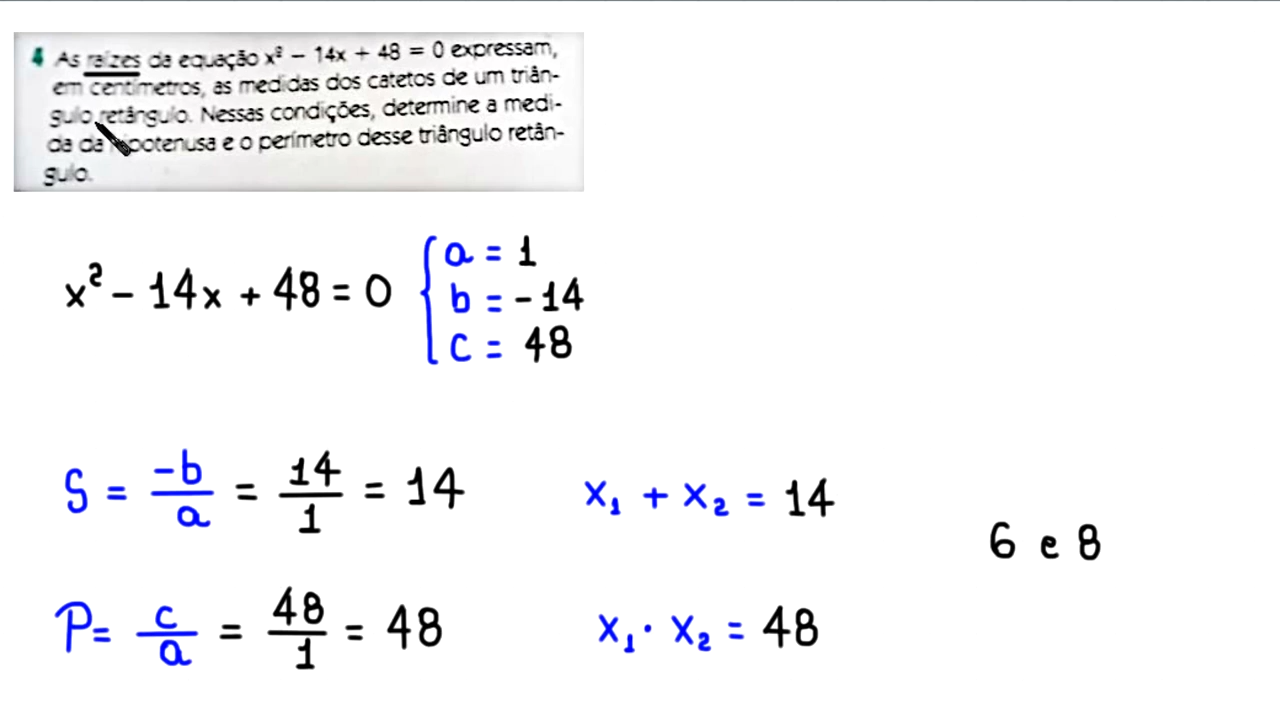 4 As raízes da equação x² - 14x + 48 = 0 expressam,
em centímetros, as medidas dos catetos de um triân-
gulo retângulo. Nessas condições, determine a medi-
da da hipotenusa e o perímetro desse triângulo retân-
gulo.
x² - 14x + 48 = 0
a = 1
b = -14
c = 48
S = -b/a = 14/1 = 14
x₁ + x₂ = 14
6 e 8
P = c/a = 48/1 = 48
x₁ · x₂ = 48